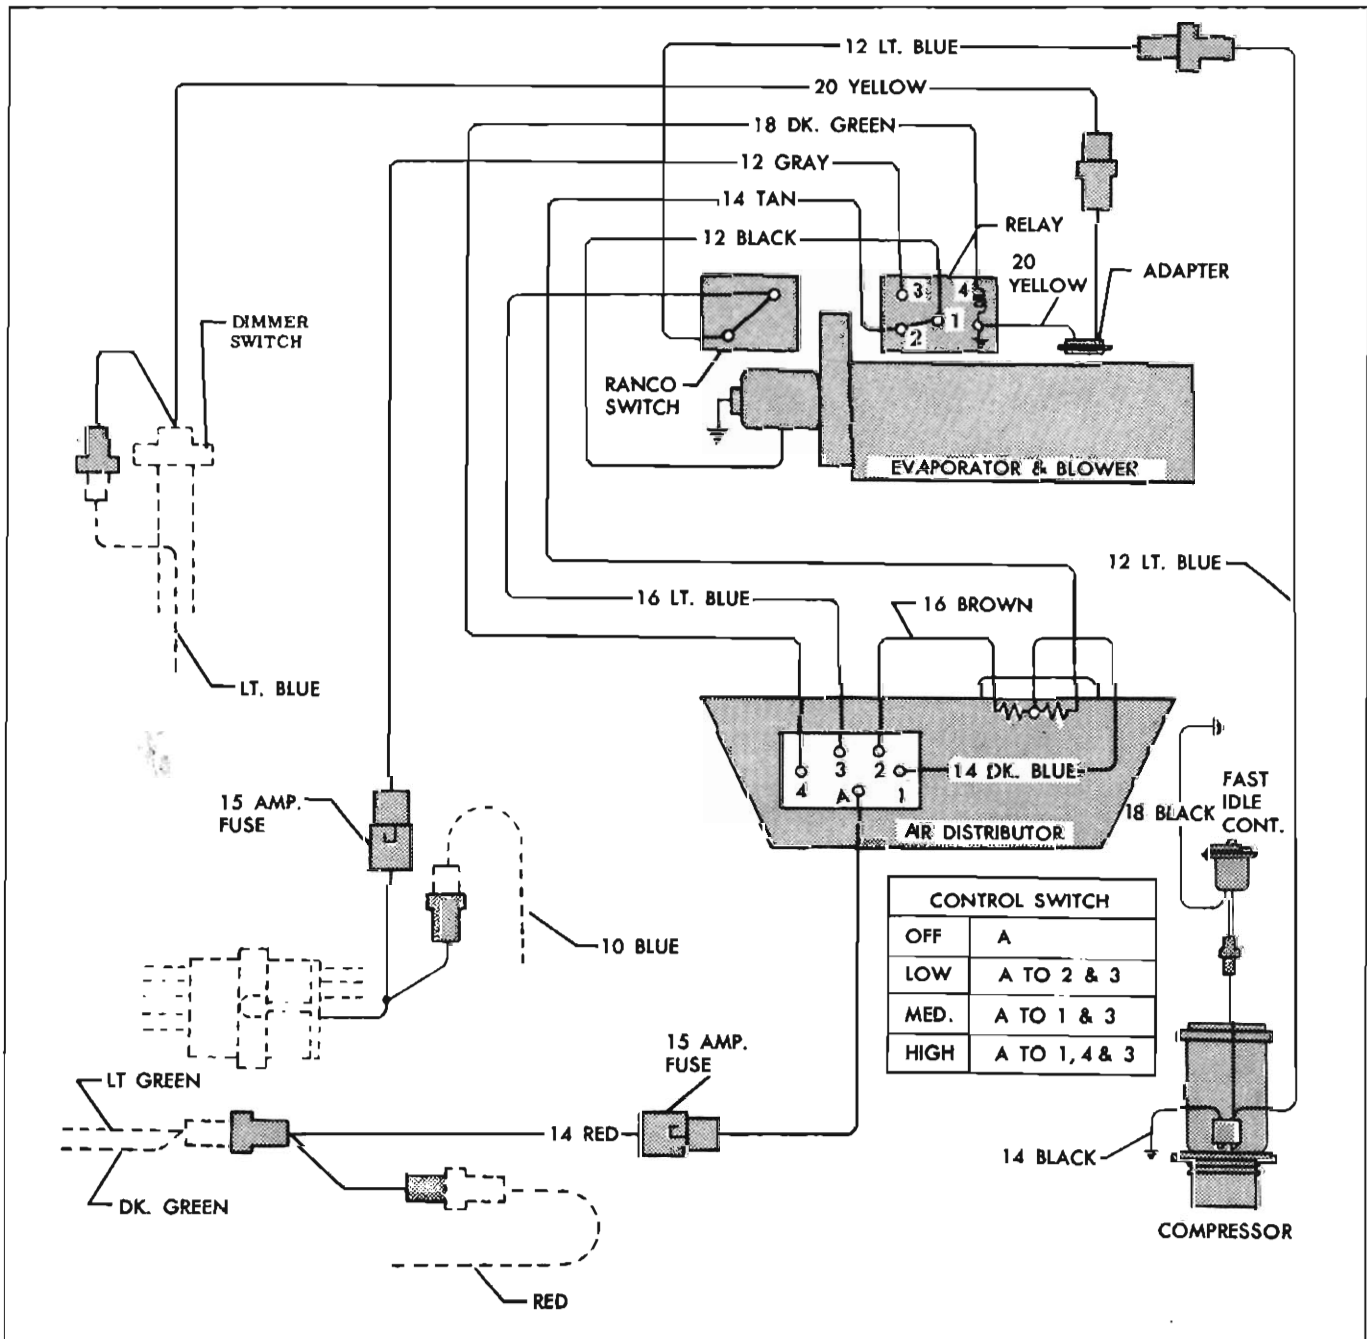 12 LT. BLUE
20 YELLOW
18 DK. GREEN
12 GRAY
14 TAN
12 BLACK
RELAY
20
YELLOW
ADAPTER
3
4
1
2
DIMMER
SWITCH
RANCO
SWITCH
EVAPORATOR & BLOWER
12 LT. BLUE
16 LT. BLUE
16 BROWN
LT. BLUE
3
2
14 DK. BLUE
4
A
1
AIR DISTRIBUTOR
15 AMP.
FUSE
18 BLACK
FAST
IDLE
CONT.
10 BLUE
CONTROL SWITCH
OFF A
LOW A TO 2 & 3
MED. A TO 1 & 3
HIGH A TO 1, 4 & 3
15 AMP.
FUSE
LT GREEN
14 RED
DK. GREEN
14 BLACK
COMPRESSOR
RED